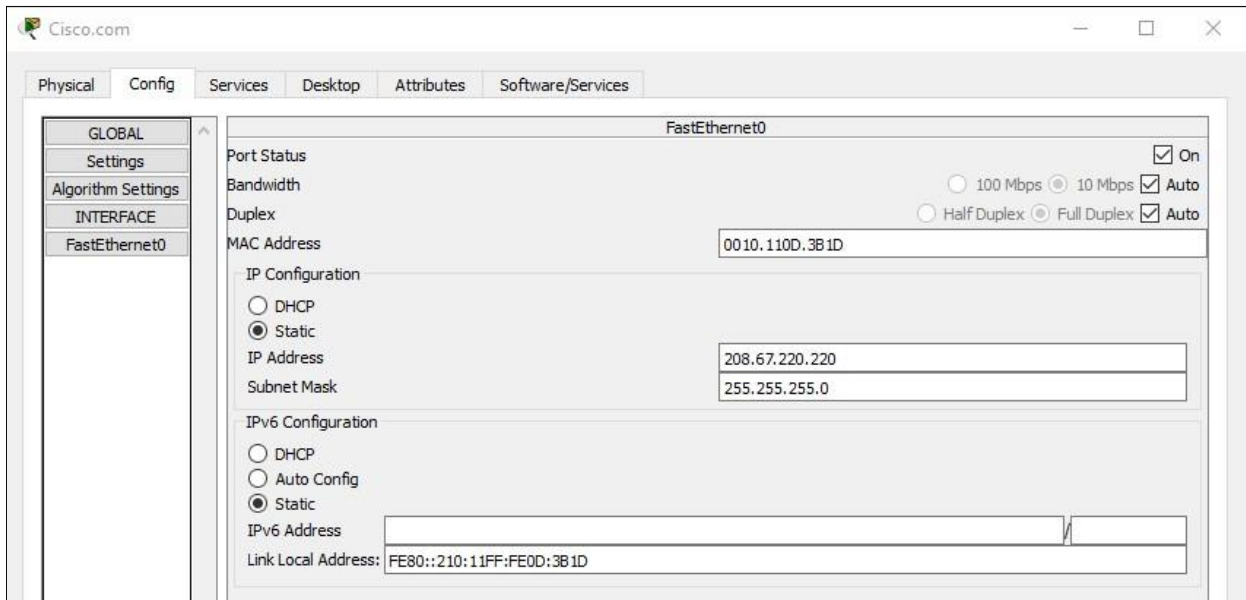 Cisco.com
Physical Config Services Desktop Attributes Software/Services
GLOBAL
Settings
Algorithm Settings
INTERFACE
FastEthernet0
FastEthernet0
Port Status On
Bandwidth 100 Mbps 10 Mbps Auto
Duplex Half Duplex Full Duplex Auto
MAC Address 0010.110D.3B1D
IP Configuration
DHCP
Static
IP Address 208.67.220.220
Subnet Mask 255.255.255.0
IPv6 Configuration
DHCP
Auto Config
Static
IPv6 Address /
Link Local Address: FE80::210:11FF:FE0D:3B1D